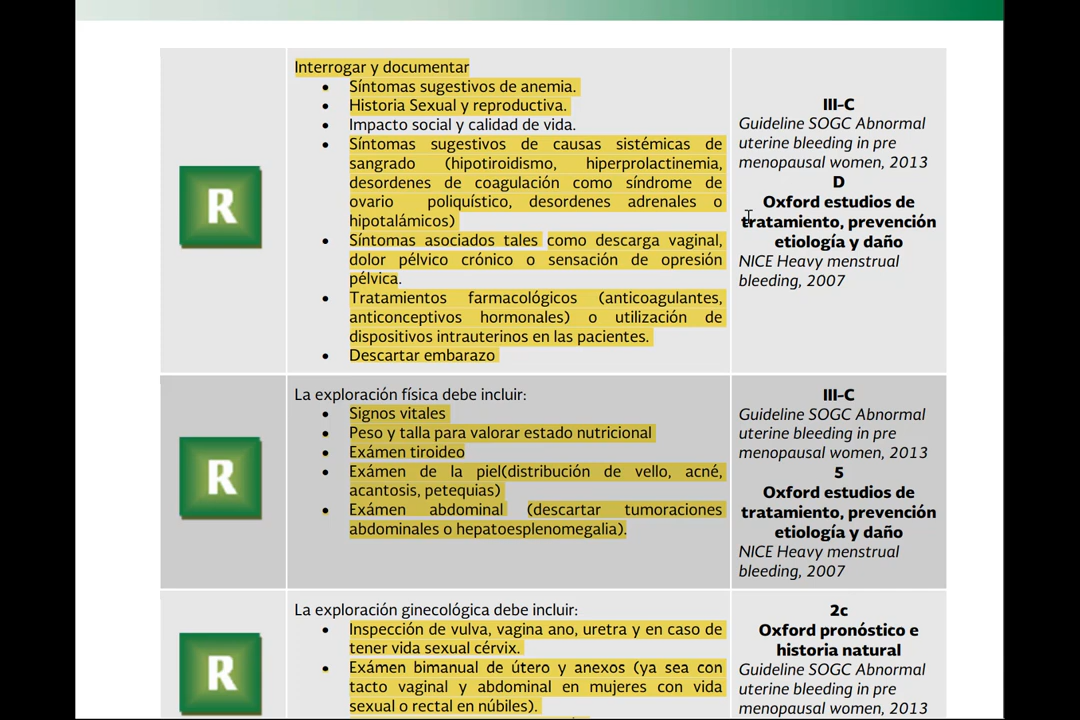 R
Interrogar y documentar
• Síntomas sugestivos de anemia.
• Historia Sexual y reproductiva.
• Impacto social y calidad de vida.
• Síntomas sugestivos de causas sistémicas de
sangrado (hipotiroidismo, hiperprolactinemia,
desordenes de coagulación como síndrome de
ovario poliquístico, desordenes adrenales o
hipotalámicos)
• Síntomas asociados tales como descarga vaginal,
dolor pélvico crónico o sensación de opresión
pélvica.
• Tratamientos farmacológicos (anticoagulantes,
anticonceptivos hormonales) o utilización de
dispositivos intrauterinos en las pacientes.
• Descartar embarazo
III-C
Guideline SOGC Abnormal
uterine bleeding in pre
menopausal women, 2013
D
Oxford estudios de
tratamiento, prevención
etiología y daño
NICE Heavy menstrual
bleeding, 2007
R
La exploración física debe incluir:
• Signos vitales
• Peso y talla para valorar estado nutricional
• Exámen tiroideo
• Exámen de la piel(distribución de vello, acné,
acantosis, petequias)
• Exámen abdominal (descartar tumoraciones
abdominales o hepatoesplenomegalia).
III-C
Guideline SOGC Abnormal
uterine bleeding in pre
menopausal women, 2013
5
Oxford estudios de
tratamiento, prevención
etiología y daño
NICE Heavy menstrual
bleeding, 2007
R
La exploración ginecológica debe incluir:
• Inspección de vulva, vagina ano, uretra y en caso de
tener vida sexual cérvix.
• Exámen bimanual de útero y anexos (ya sea con
tacto vaginal y abdominal en mujeres con vida
sexual o rectal en núbiles).
2c
Oxford pronóstico e
historia natural
Guideline SOGC Abnormal
uterine bleeding in pre
menopausal women, 2013